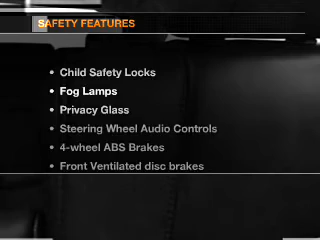 SAFETY FEATURES
• Child Safety Locks
• Fog Lamps
• Privacy Glass
• Steering Wheel Audio Controls
• 4-wheel ABS Brakes
• Front Ventilated disc brakes